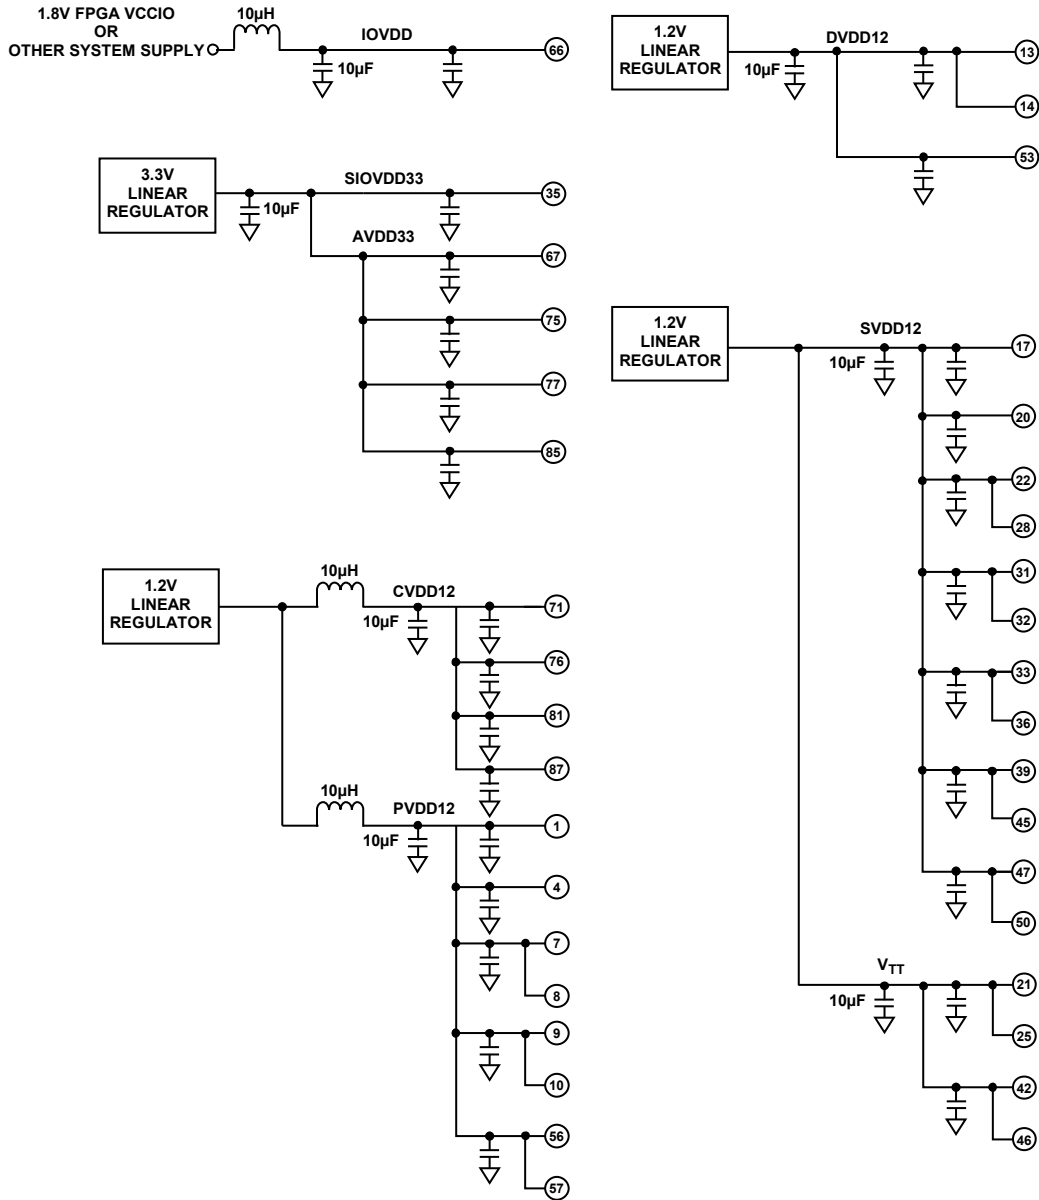 1.8V FPGA VCCIO
OR
OTHER SYSTEM SUPPLY
10µH
IOVDD
10µF
66
3.3V
LINEAR
REGULATOR
10µF
SIOVDD33
35
AVDD33
67
75
77
85
1.2V
LINEAR
REGULATOR
10µH
CVDD12
10µF
71
76
81
87
10µH
PVDD12
10µF
1
4
7
8
9
10
56
57
1.2V
LINEAR
REGULATOR
DVDD12
10µF
13
14
53
1.2V
LINEAR
REGULATOR
SVDD12
10µF
17
20
22
28
31
32
33
36
39
45
47
50
VTT
10µF
21
25
42
46